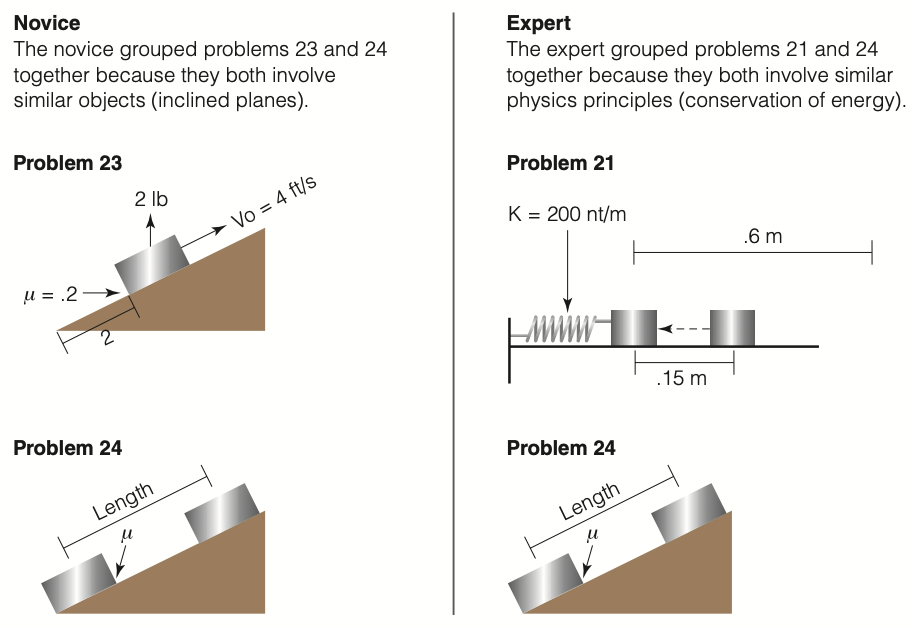 Novice
The novice grouped problems 23 and 24
together because they both involve
similar objects (inclined planes).
Problem 23
2 lb
Vo = 4 ft/s
μ = .2
2
Problem 24
Length
μ
Expert
The expert grouped problems 21 and 24
together because they both involve similar
physics principles (conservation of energy).
Problem 21
K = 200 nt/m
.6 m
.15 m
Problem 24
Length
μ